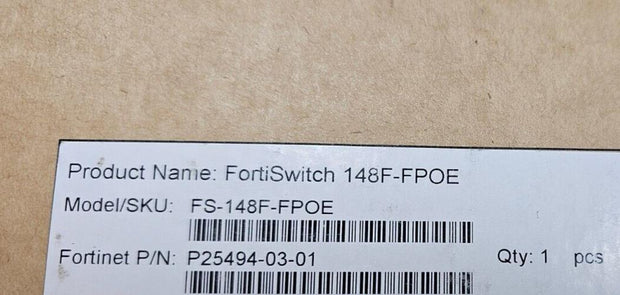 Product Name: FortiSwitch 148F-FPOE
Model/SKU: FS-148F-FPOE
Fortinet P/N: P25494-03-01 Qty: 1 pcs